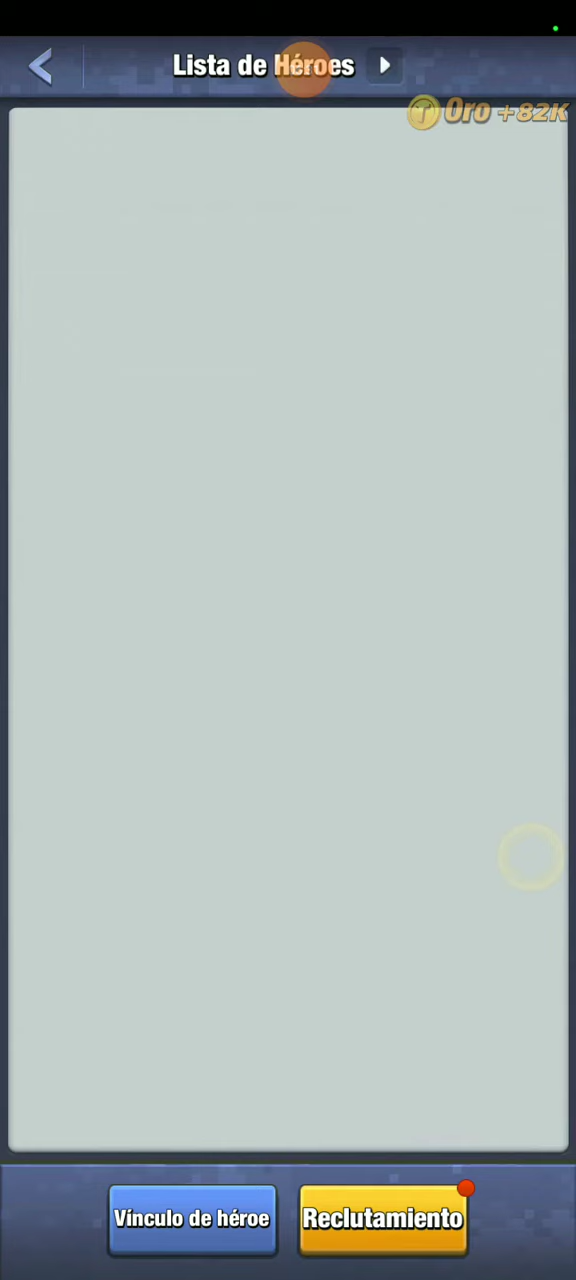 Lista de Héroes
Oro +82K
Vínculo de héroe
Reclutamiento